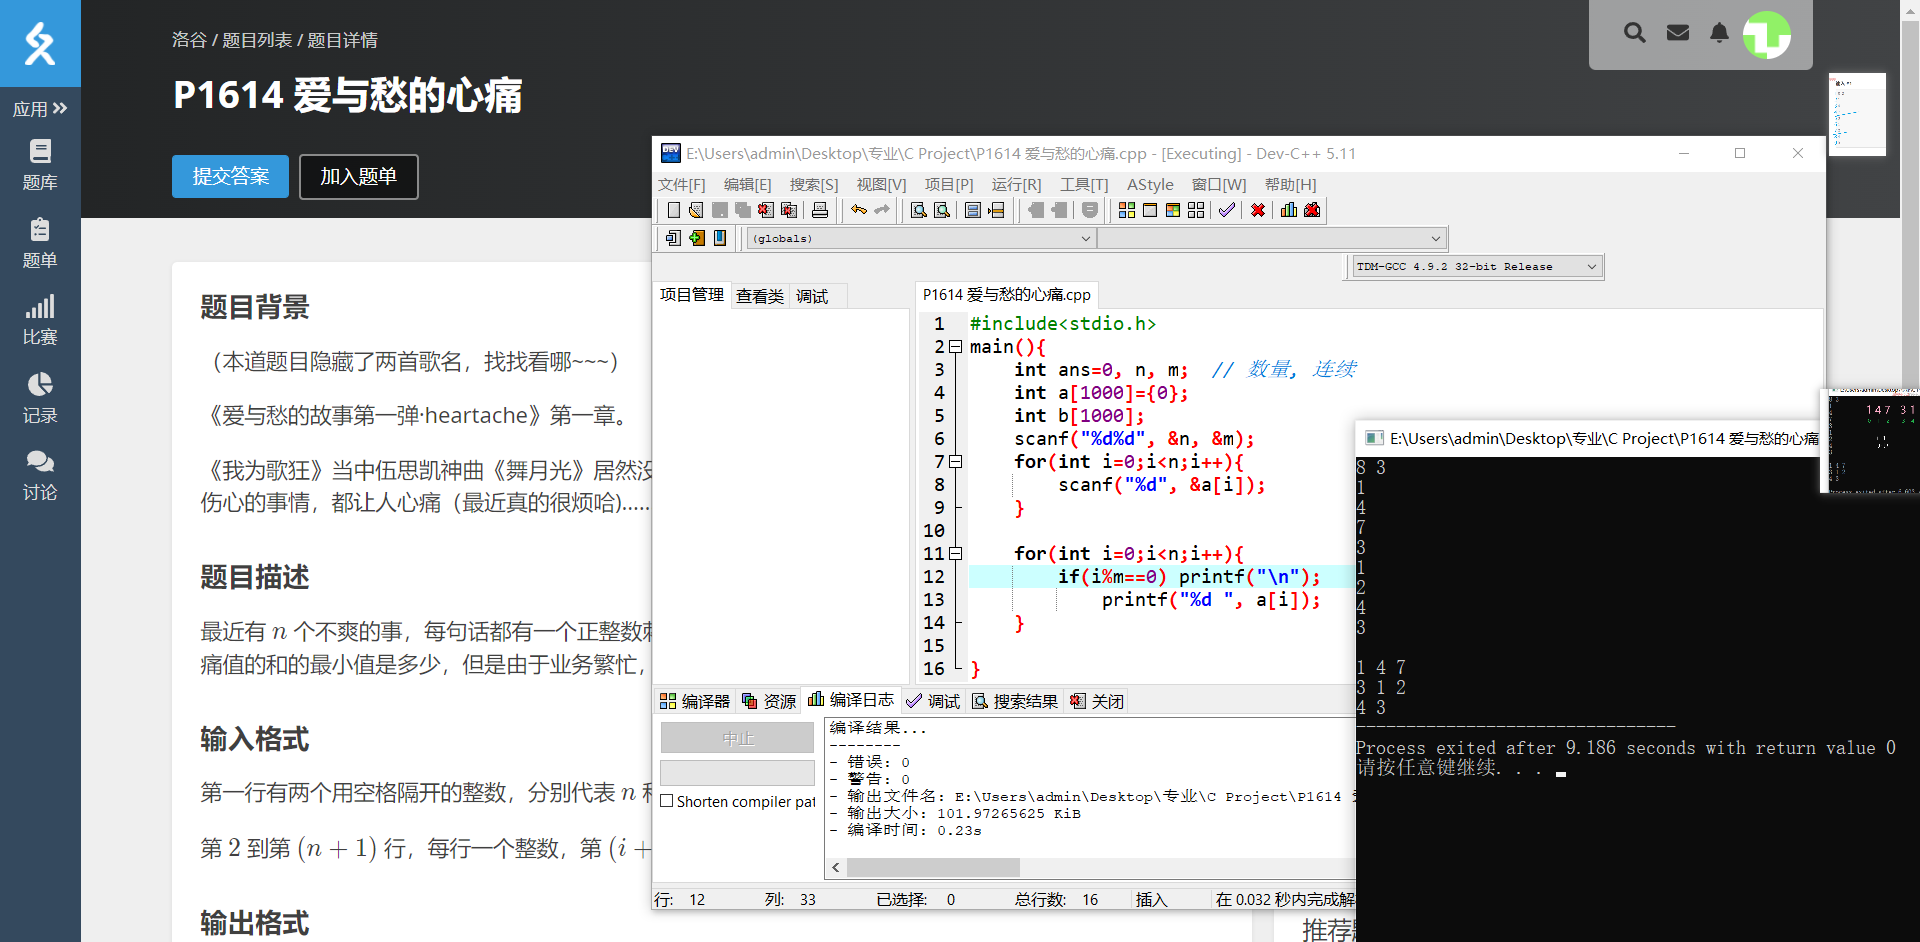 洛谷 / 题目列表 / 题目详情
P1614 爱与愁的心痛
提交答案
加入题单
应用
题库
题单
比赛
记录
讨论
题目背景
（本道题目隐藏了两首歌名，找找看哪~~~）
《爱与愁的故事第一弹·heartache》第一章。
《我为歌狂》当中伍思凯神曲《舞月光》居然没
伤心的事情，都让人心痛（最近真的很烦哈)……
题目描述
最近有 n 个不爽的事，每句话都有一个正整数刺
痛值的和的最小值是多少，但是由于业务繁忙，
输入格式
第一行有两个用空格隔开的整数，分别代表 n 和
第 2 到第 (n + 1) 行，每行一个整数，第 (i +
输出格式
E:\Users\admin\Desktop\专业\C Project\P1614 爱与愁的心痛.cpp - [Executing] - Dev-C++ 5.11
文件[F] 编辑[E] 搜索[S] 视图[V] 项目[P] 运行[R] 工具[T] AStyle 窗口[W] 帮助[H]
(globals)
TDM-GCC 4.9.2 32-bit Release
项目管理 查看类 调试
P1614 爱与愁的心痛.cpp
1 #include<stdio.h>
2 main(){
3 int ans=0, n, m; // 数量, 连续
4 int a[1000]={0};
5 int b[1000];
6 scanf("%d%d", &n, &m);
7 for(int i=0;i<n;i++){
8 scanf("%d", &a[i]);
9 }
10
11 for(int i=0;i<n;i++){
12 if(i%m==0) printf("\n");
13 printf("%d ", a[i]);
14 }
15
16 }
编译器 资源 编译日志 调试 搜索结果 关闭
中止
Shorten compiler pat
编译结果...
--------
- 错误: 0
- 警告: 0
- 输出文件名: E:\Users\admin\Desktop\专业\C Project\P1614
- 输出大小: 101.97265625 KiB
- 编译时间: 0.23s
行: 12 列: 33 已选择: 0 总行数: 16 插入 在 0.032 秒内完成解
推荐
E:\Users\admin\Desktop\专业\C Project\P1614 爱与愁的心痛
8 3
1
4
7
3
1
2
4
3
1 4 7
3 1 2
4 3
--------------------------------
Process exited after 9.186 seconds with return value 0
请按任意键继续. . .
1 4 7 3 1